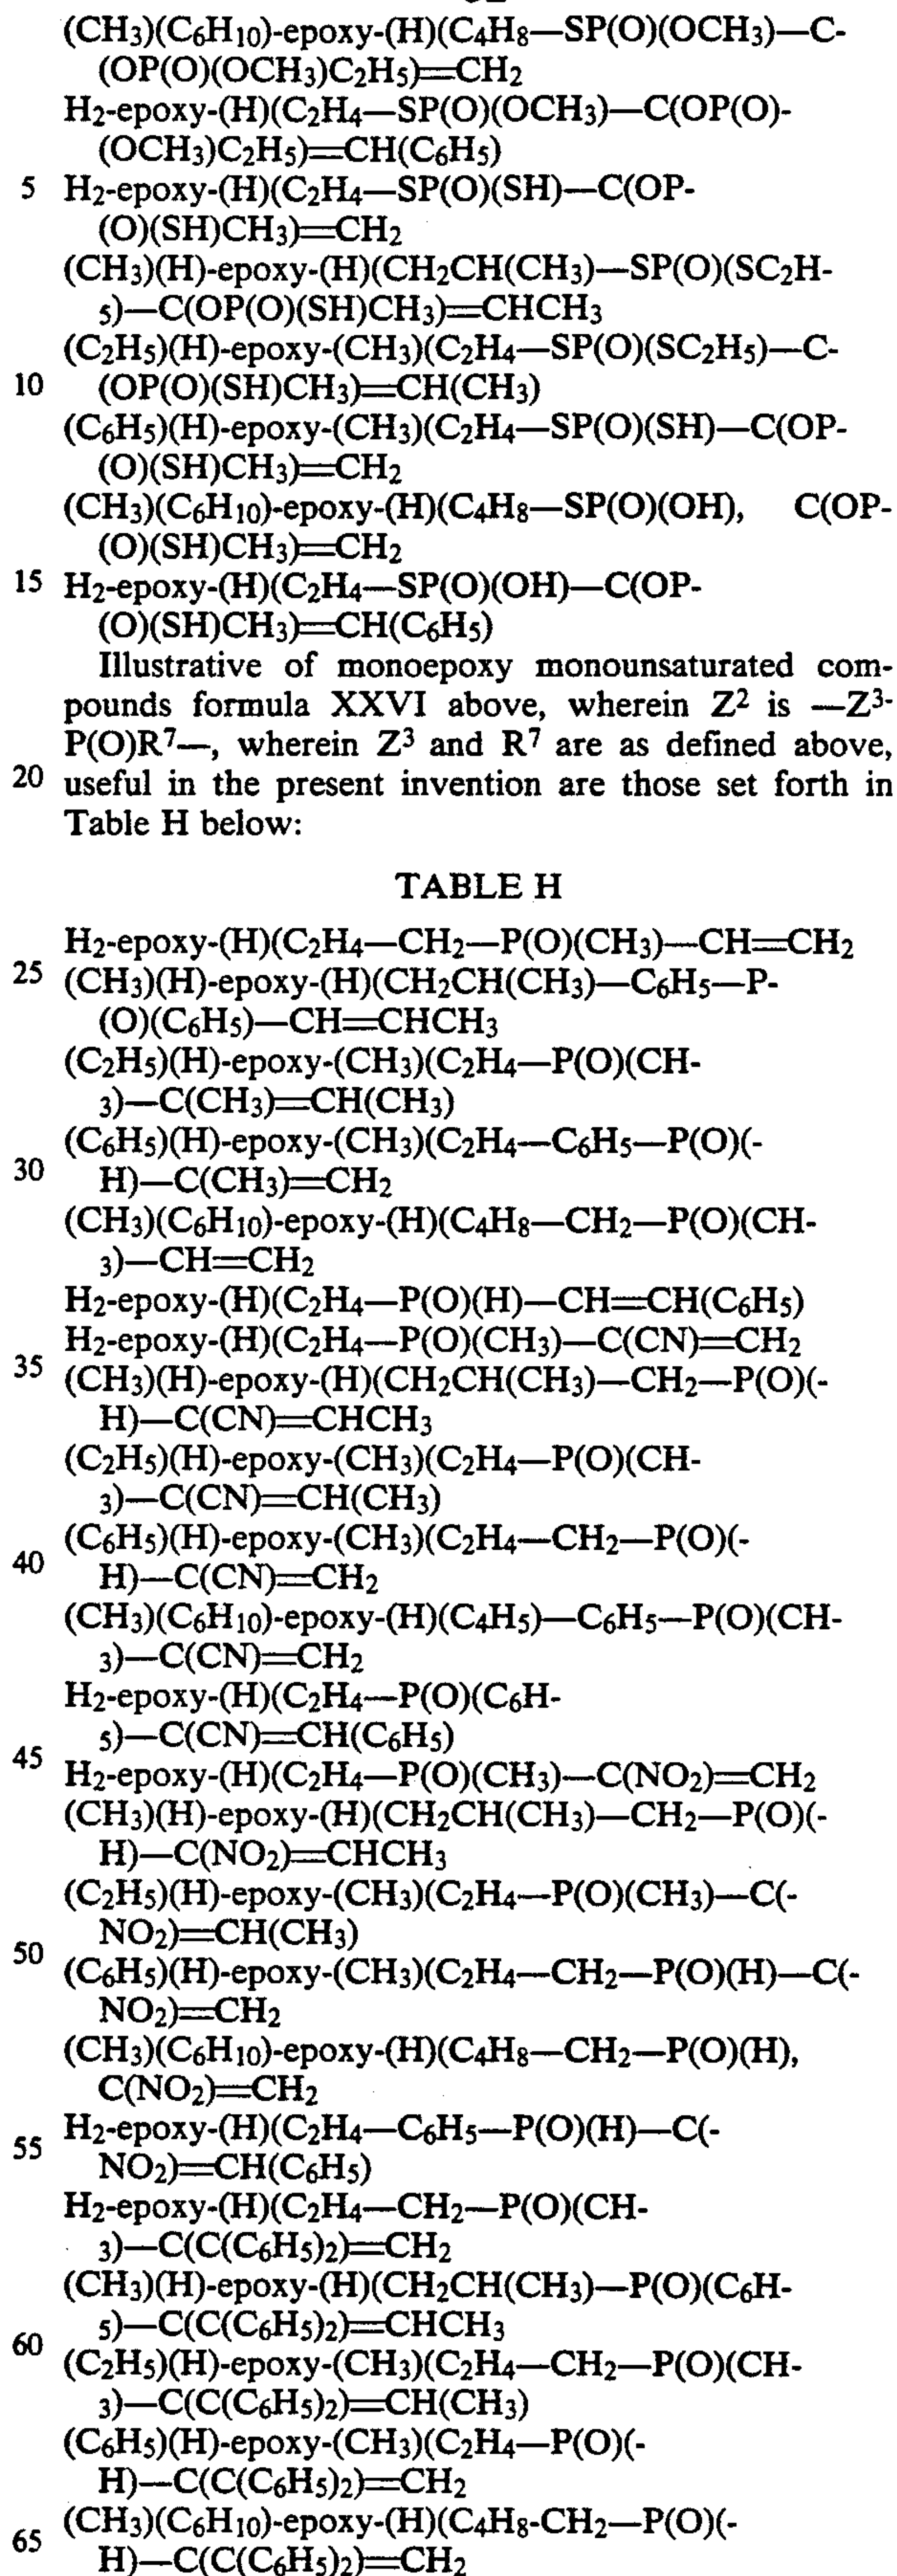 (CH3)(C6H10)-epoxy-(H)(C4H8—SP(O)(OCH3)—C-
(OP(O)(OCH3)C2H5)═CH2
H2-epoxy-(H)(C2H4—SP(O)(OCH3)—C(OP(O)-
(OCH3)C2H5)═CH(C6H5)
5 H2-epoxy-(H)(C2H4—SP(O)(SH)—C(OP-
(O)(SH)CH3)═CH2
(CH3)(H)-epoxy-(H)(CH2CH(CH3)—SP(O)(SC2H-
5)—C(OP(O)(SH)CH3)═CHCH3
(C2H5)(H)-epoxy-(CH3)(C2H4—SP(O)(SC2H5)—C-
10 (OP(O)(SH)CH3)═CH(CH3)
(C6H5)(H)-epoxy-(CH3)(C2H4—SP(O)(SH)—C(OP-
(O)(SH)CH3)═CH2
(CH3)(C6H10)-epoxy-(H)(C4H8—SP(O)(OH), C(OP-
(O)(SH)CH3)═CH2
15 H2-epoxy-(H)(C2H4—SP(O)(OH)—C(OP-
(O)(SH)CH3)═CH(C6H5)
Illustrative of monoepoxy monounsaturated com-
pounds formula XXVI above, wherein Z2 is —Z3-
P(O)R7—, wherein Z3 and R7 are as defined above,
20 useful in the present invention are those set forth in
Table H below:
TABLE H
H2-epoxy-(H)(C2H4—CH2—P(O)(CH3)—CH═CH2
25 (CH3)(H)-epoxy-(H)(CH2CH(CH3)—C6H5—P-
(O)(C6H5)—CH═CHCH3
(C2H5)(H)-epoxy-(CH3)(C2H4—P(O)(CH-
3)—C(CH3)═CH(CH3)
(C6H5)(H)-epoxy-(CH3)(C2H4—C6H5—P(O)(-
30 H)—C(CH3)═CH2
(CH3)(C6H10)-epoxy-(H)(C4H8—CH2—P(O)(CH-
3)—CH═CH2
H2-epoxy-(H)(C2H4—P(O)(H)—CH═CH(C6H5)
H2-epoxy-(H)(C2H4—P(O)(CH3)—C(CN)═CH2
35 (CH3)(H)-epoxy-(H)(CH2CH(CH3)—CH2—P(O)(-
H)—C(CN)═CHCH3
(C2H5)(H)-epoxy-(CH3)(C2H4—P(O)(CH-
3)—C(CN)═CH(CH3)
(C6H5)(H)-epoxy-(CH3)(C2H4—CH2—P(O)(-
40 H)—C(CN)═CH2
(CH3)(C6H10)-epoxy-(H)(C4H5)—C6H5—P(O)(CH-
3)—C(CN)═CH2
H2-epoxy-(H)(C2H4—P(O)(C6H-
5)—C(CN)═CH(C6H5)
45 H2-epoxy-(H)(C2H4—P(O)(CH3)—C(NO2)═CH2
(CH3)(H)-epoxy-(H)(CH2CH(CH3)—CH2—P(O)(-
H)—C(NO2)═CHCH3
(C2H5)(H)-epoxy-(CH3)(C2H4—P(O)(CH3)—C(-
NO2)═CH(CH3)
50 (C6H5)(H)-epoxy-(CH3)(C2H4—CH2—P(O)(H)—C(-
NO2)═CH2
(CH3)(C6H10)-epoxy-(H)(C4H8—CH2—P(O)(H),
C(NO2)═CH2
55 H2-epoxy-(H)(C2H4—C6H5—P(O)(H)—C(-
NO2)═CH(C6H5)
H2-epoxy-(H)(C2H4—CH2—P(O)(CH-
3)—C(C(C6H5)2)═CH2
(CH3)(H)-epoxy-(H)(CH2CH(CH3)—P(O)(C6H-
5)—C(C(C6H5)2)═CHCH3
60 (C2H5)(H)-epoxy-(CH3)(C2H4—CH2—P(O)(CH-
3)—C(C(C6H5)2)═CH(CH3)
(C6H5)(H)-epoxy-(CH3)(C2H4—P(O)(-
H)—C(C(C6H5)2)═CH2
(CH3)(C6H10)-epoxy-(H)(C4H8-CH2—P(O)(-
65 H)—C(C(C6H5)2)═CH2